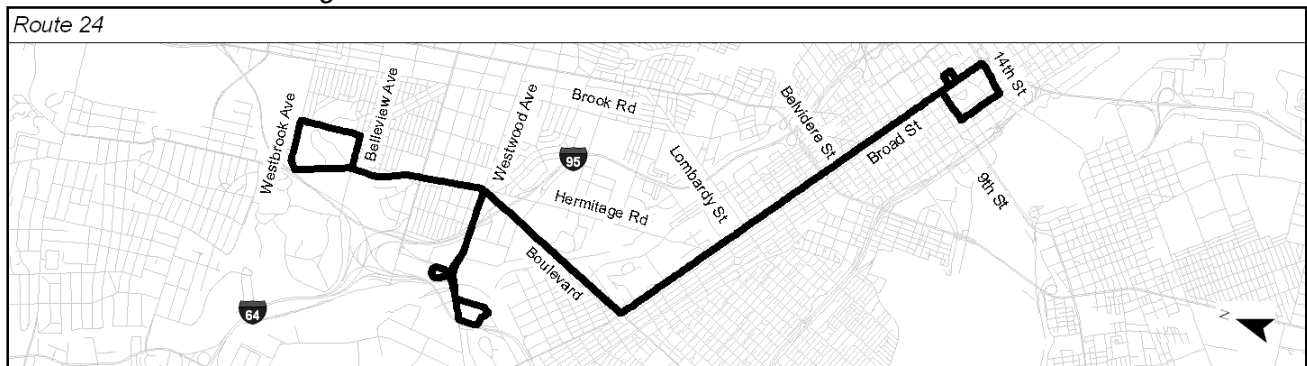 Route 24
Westbrook Ave
Belleview Ave
Westwood Ave
Brook Rd
95
Hermitage Rd
Lombardy St
Belvidere St
Broad St
14th St
9th St
Boulevard
64
N